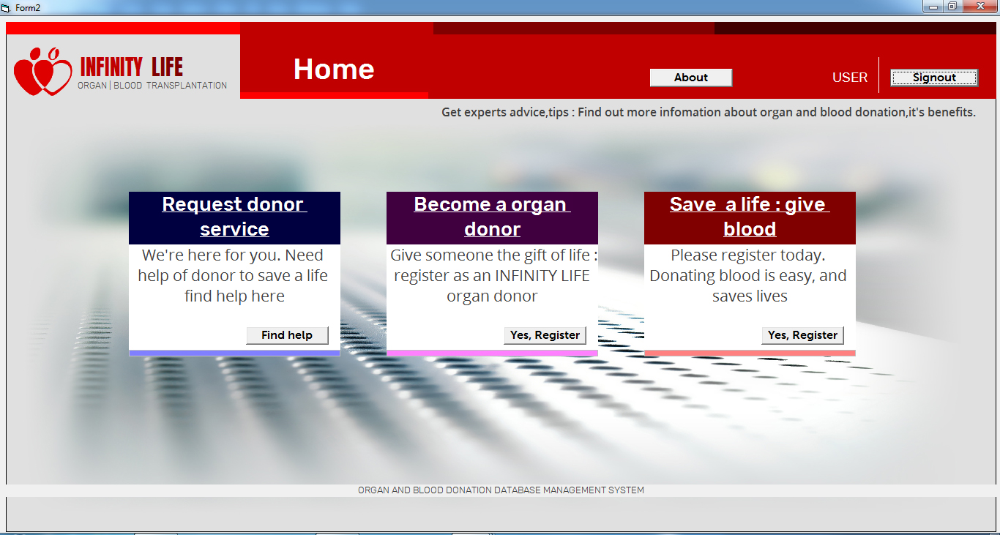 Form2
INFINITY LIFE
ORGAN | BLOOD TRANSPLANTATION
Home
About
USER
Signout
Get experts advice,tips : Find out more infomation about organ and blood donation,it's benefits.
Request donor
service
We're here for you. Need
help of donor to save a life
find help here
Find help
Become a organ
donor
Give someone the gift of life :
register as an INFINITY LIFE
organ donor
Yes, Register
Save a life : give
blood
Please register today.
Donating blood is easy, and
saves lives
Yes, Register
ORGAN AND BLOOD DONATION DATABASE MANAGEMENT SYSTEM